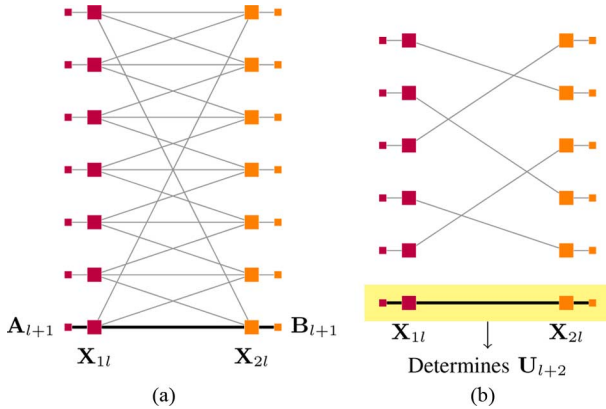 A_{l+1} B_{l+1}
X_{1l} X_{2l}
(a)
X_{1l} X_{2l}
Determines U_{l+2}
(b)